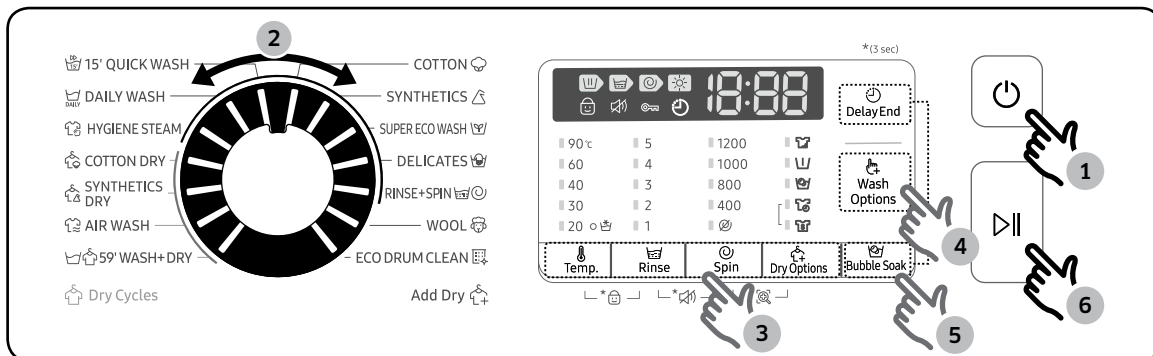 2
*(3 sec)
15' QUICK WASH
COTTON
DAILY WASH
DAILY
SYNTHETICS
HYGIENE STEAM
SUPER ECO WASH
COTTON DRY
DELICATES
SYNTHETICS
DRY
RINSE+SPIN
AIR WASH
WOOL
59' WASH+DRY
ECO DRUM CLEAN
Dry Cycles
Add Dry
18:88
Delay End
90℃ 5 1200
60 4 1000
40 3 800
30 2 400
20 1
Wash
Options
Temp. Rinse Spin Dry Options Bubble Soak
* *
1
4
3
5
6